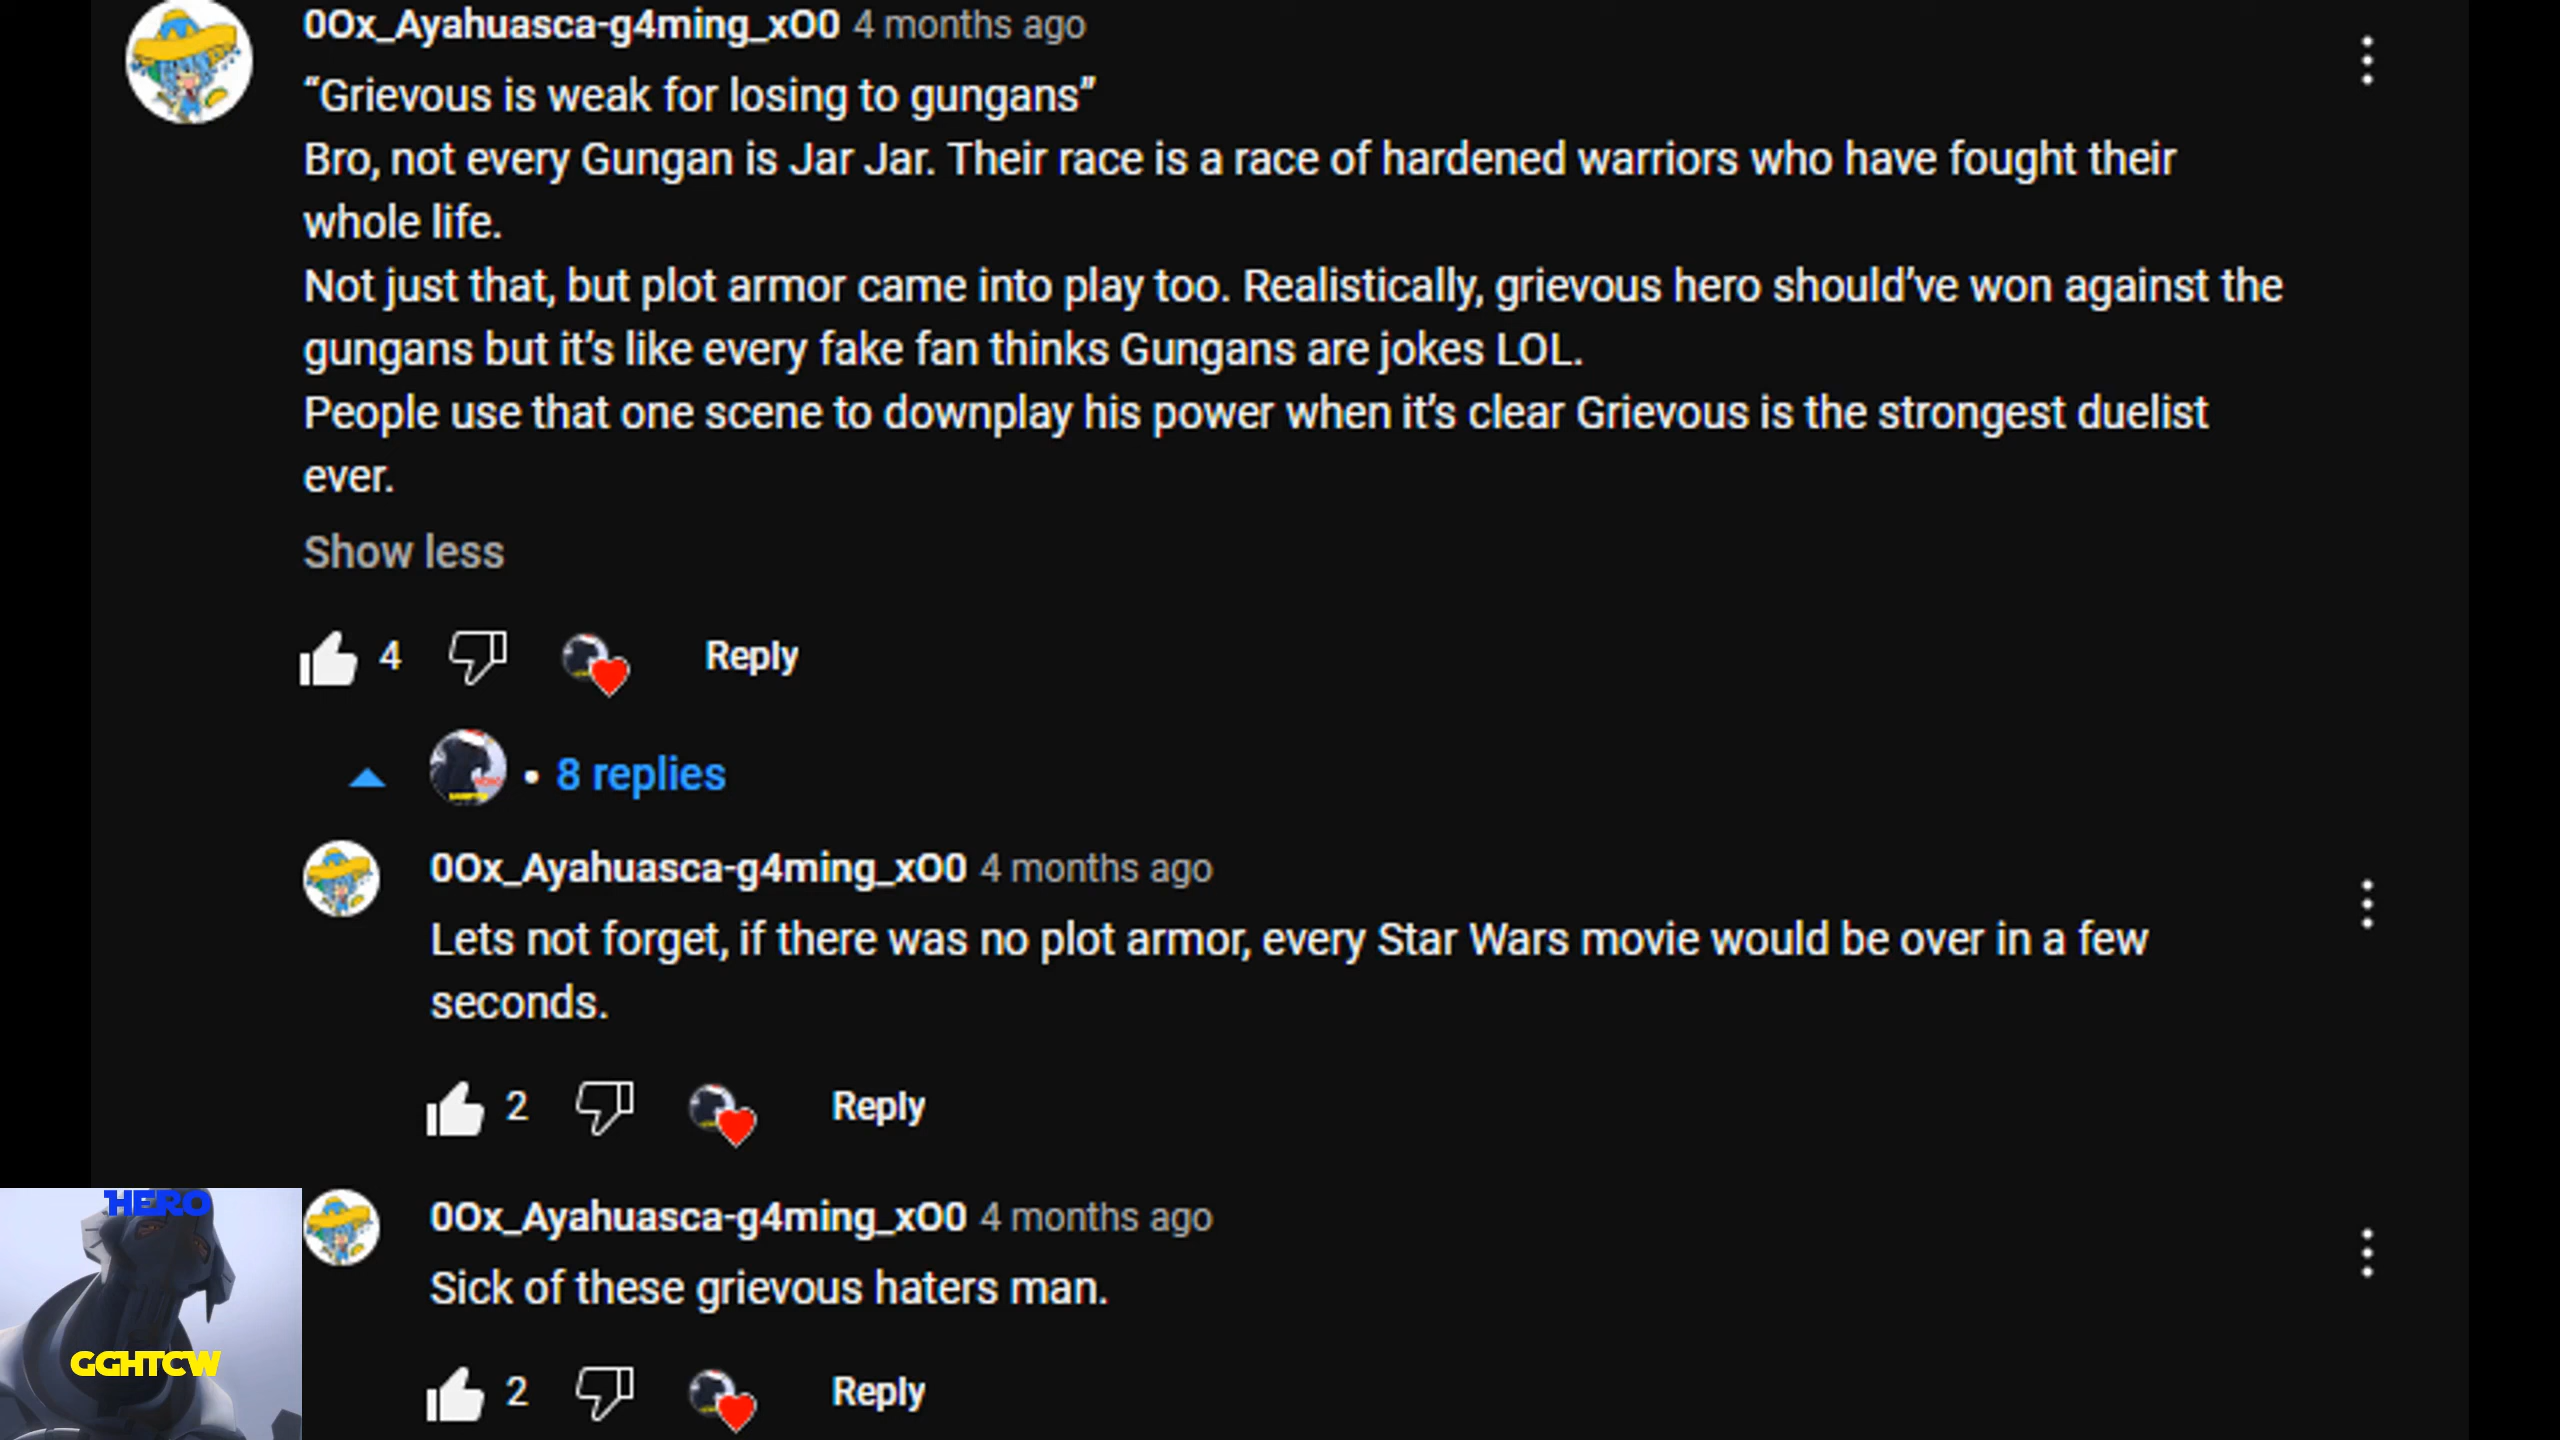 0Ox_Ayahuasca-g4ming_xO0 4 months ago
“Grievous is weak for losing to gungans”
Bro, not every Gungan is Jar Jar. Their race is a race of hardened warriors who have fought their
whole life.
Not just that, but plot armor came into play too. Realistically, grievous hero should’ve won against the
gungans but it’s like every fake fan thinks Gungans are jokes LOL.
People use that one scene to downplay his power when it’s clear Grievous is the strongest duelist
ever.
Show less
4 Reply
• 8 replies
0Ox_Ayahuasca-g4ming_xO0 4 months ago
Lets not forget, if there was no plot armor, every Star Wars movie would be over in a few
seconds.
2 Reply
0Ox_Ayahuasca-g4ming_xO0 4 months ago
Sick of these grievous haters man.
2 Reply
HERO
GGHTCW